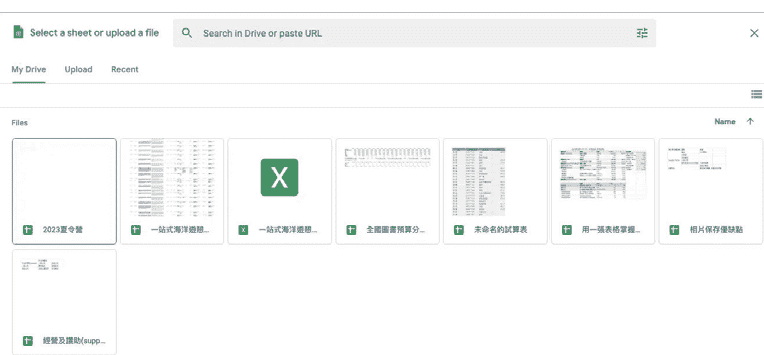 Select a sheet or upload a file
Search in Drive or paste URL
My Drive Upload Recent
Files Name
2023夏令營
一站式海洋遊憩...
一站式海洋遊憩...
全國圖書預算分...
未命名的試算表
用一張表格掌握...
相片保存優缺點
經營及讚助(supp...